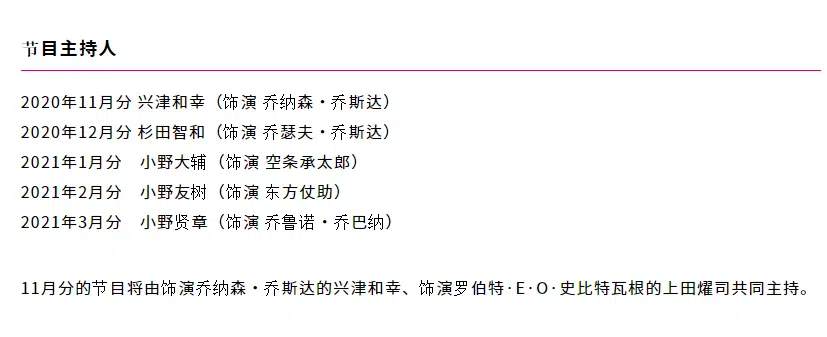 节目主持人
2020年11月分 兴津和幸（饰演 乔纳森・乔斯达）
2020年12月分 杉田智和（饰演 乔瑟夫・乔斯达）
2021年1月分　小野大辅（饰演 空条承太郎）
2021年2月分　小野友树（饰演 东方仗助）
2021年3月分　小野贤章（饰演 乔鲁诺・乔巴纳）
11月分的节目将由饰演乔纳森・乔斯达的兴津和幸、饰演罗伯特·E·O·史比特瓦根的上田燿司共同主持。